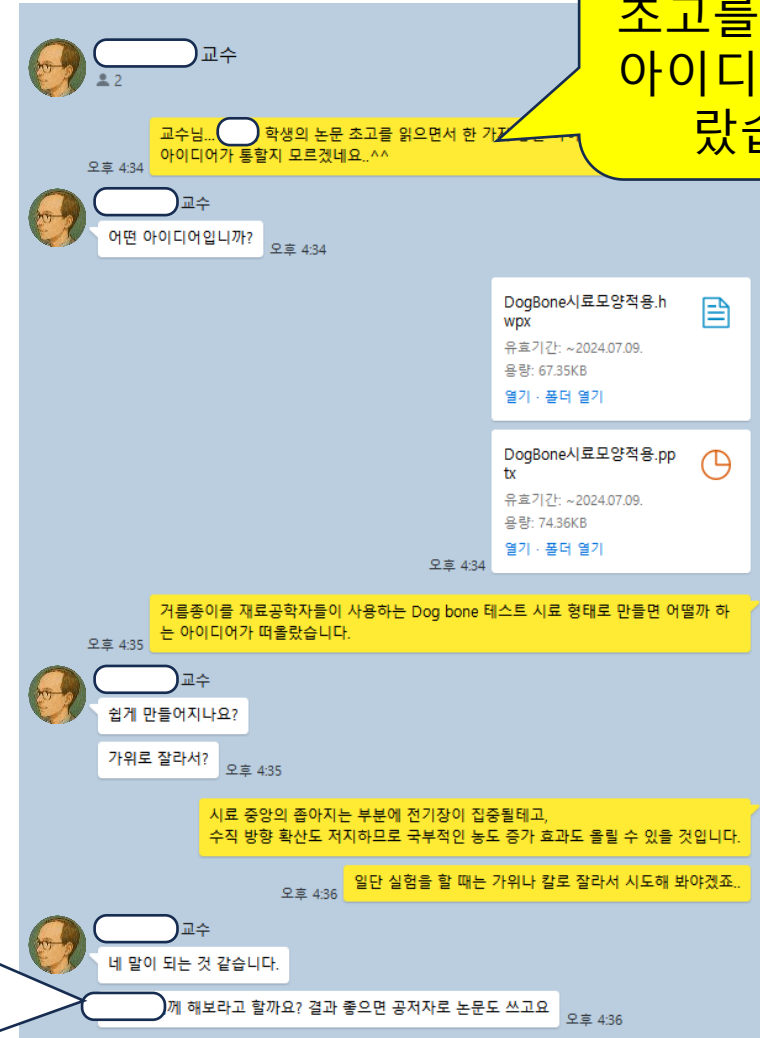 초고를
아이디
랐습
교수
2
교수님... 학생의 논문 초고를 읽으면서 한 가지
아이디어가 통할지 모르겠네요..^^
오후 4:34
교수
어떤 아이디어입니까?
오후 4:34
DogBone시료모양적용.h
wpx
유효기간: ~2024.07.09.
용량: 67.35KB
열기 · 폴더 열기
DogBone시료모양적용.pp
tx
유효기간: ~2024.07.09.
용량: 74.36KB
열기 · 폴더 열기
오후 4:34
거름종이를 재료공학자들이 사용하는 Dog bone 테스트 시료 형태로 만들면 어떨까 하
는 아이디어가 떠올랐습니다.
오후 4:35
교수
쉽게 만들어지나요?
가위로 잘라서?
오후 4:35
시료 중앙의 좁아지는 부분에 전기장이 집중될테고,
수직 방향 확산도 저지하므로 국부적인 농도 증가 효과도 올릴 수 있을 것입니다.
일단 실험을 할 때는 가위나 칼로 잘라서 시도해 봐야겠죠..
오후 4:36
교수
네 말이 되는 것 같습니다.
께 해보라고 할까요? 결과 좋으면 공저자로 논문도 쓰고요
오후 4:36